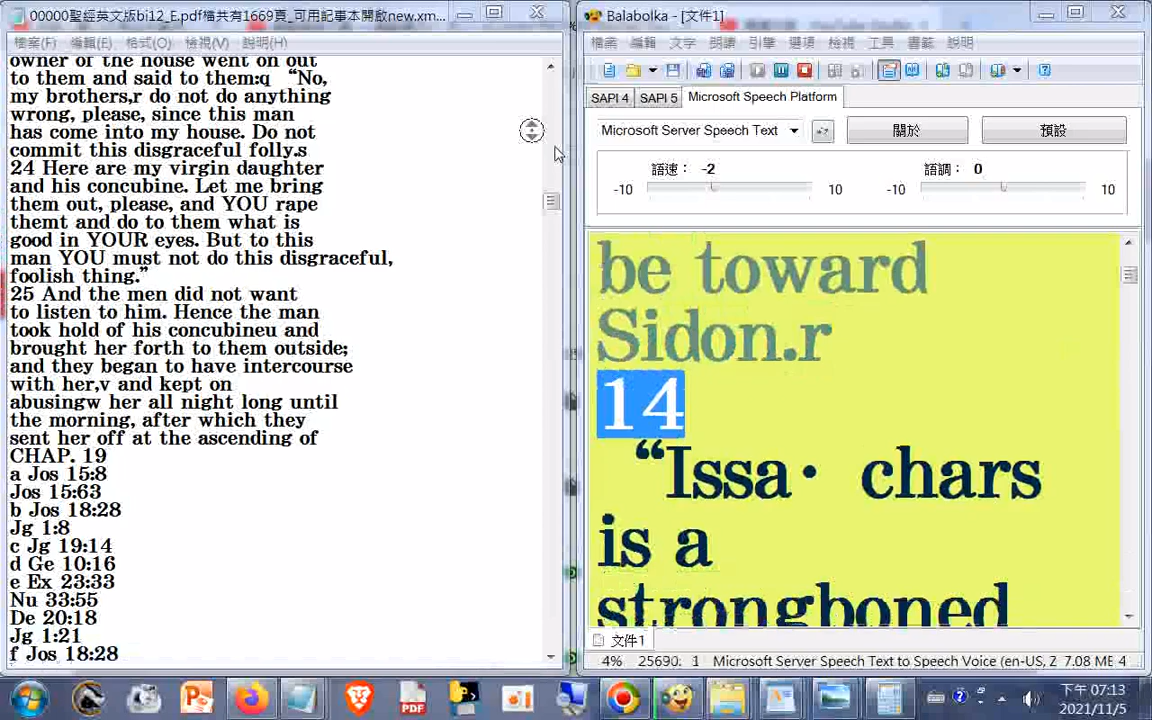 00000聖經英文版bi12_E.pdf檔共有1669頁_可用記事本開啟new.xm...
檔案(F) 編輯(E) 格式(O) 檢視(V) 說明(H)
owner of the house went on out
to them and said to them:q “No,
my brothers,r do not do anything
wrong, please, since this man
has come into my house. Do not
commit this disgraceful folly.s
24 Here are my virgin daughter
and his concubine. Let me bring
them out, please, and YOU rape
themt and do to them what is
good in YOUR eyes. But to this
man YOU must not do this disgraceful,
foolish thing.”
25 And the men did not want
to listen to him. Hence the man
took hold of his concubineu and
brought her forth to them outside;
and they began to have intercourse
with her,v and kept on
abusingw her all night long until
the morning, after which they
sent her off at the ascending of
CHAP. 19
a Jos 15:8
Jos 15:63
b Jos 18:28
Jg 1:8
c Jg 19:14
d Ge 10:16
e Ex 23:33
Nu 33:55
De 20:18
Jg 1:21
f Jos 18:28
Balabolka - [文件1]
檔案 編輯 文字 朗讀 引擎 選項 檢視 工具 書籤 說明
SAPI 4 SAPI 5 Microsoft Speech Platform
Microsoft Server Speech Text 關於 預設
語速： -2 語調： 0
-10 10 -10 10
be toward
Sidon.r
14
“Issa· chars
is a
strongboned
文件1
4% 25690. 1 Microsoft Server Speech Text to Speech Voice (en-US, 2 7.08 ME 4
下午 07:13
2021/11/5